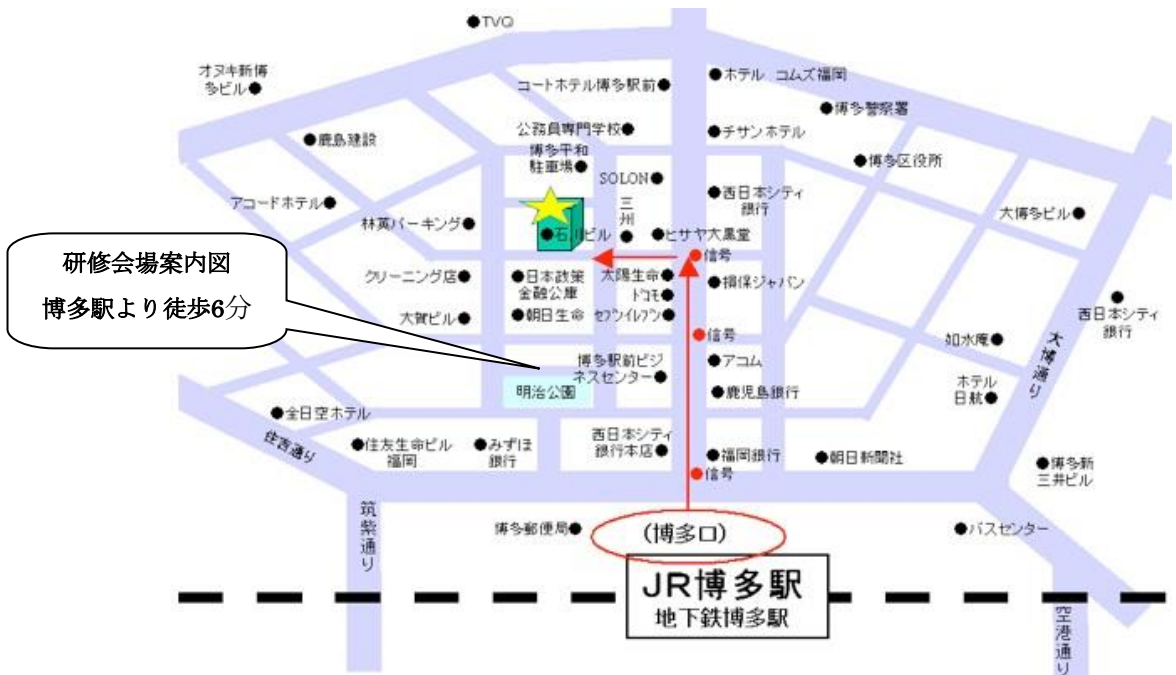 TVQ
オヌキ新博
多ビル
コートホテル博多駅前
ホテル コムズ福岡
博多警察署
鹿島建設
公務員専門学校
チサンホテル
博多平和
駐車場
博多区役所
SOLON
アコードホテル
林英パーキング
三州
西日本シティ
銀行
大博多ビル
石川ビル
ヒサヤ大黒堂
信号
研修会場案内図
博多駅より徒歩6分
クリーニング店
日本政策
金融公庫
太陽生命
ドコモ
損保ジャパン
大賀ビル
朝日生命
セブンイレブン
信号
西日本シティ
銀行
如水庵
大博通り
博多駅前ビジ
ネスセンター
アコム
ホテル
日航
明治公園
鹿児島銀行
全日空ホテル
住吉通り
住友生命ビル
福岡
みずほ
銀行
西日本シティ
銀行本店
福岡銀行
朝日新聞社
博多新
三井ビル
信号
筑紫通り
博多郵便局
(博多口)
バスセンター
JR博多駅
地下鉄博多駅
空港通り